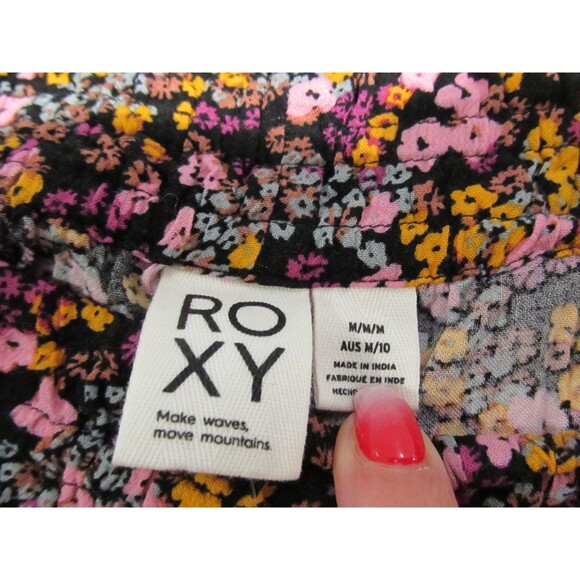 RO
XY
Make waves,
move mountains.
M/M/M
AUS M/10
MADE IN INDIA
FABRIQUÉ EN INDE